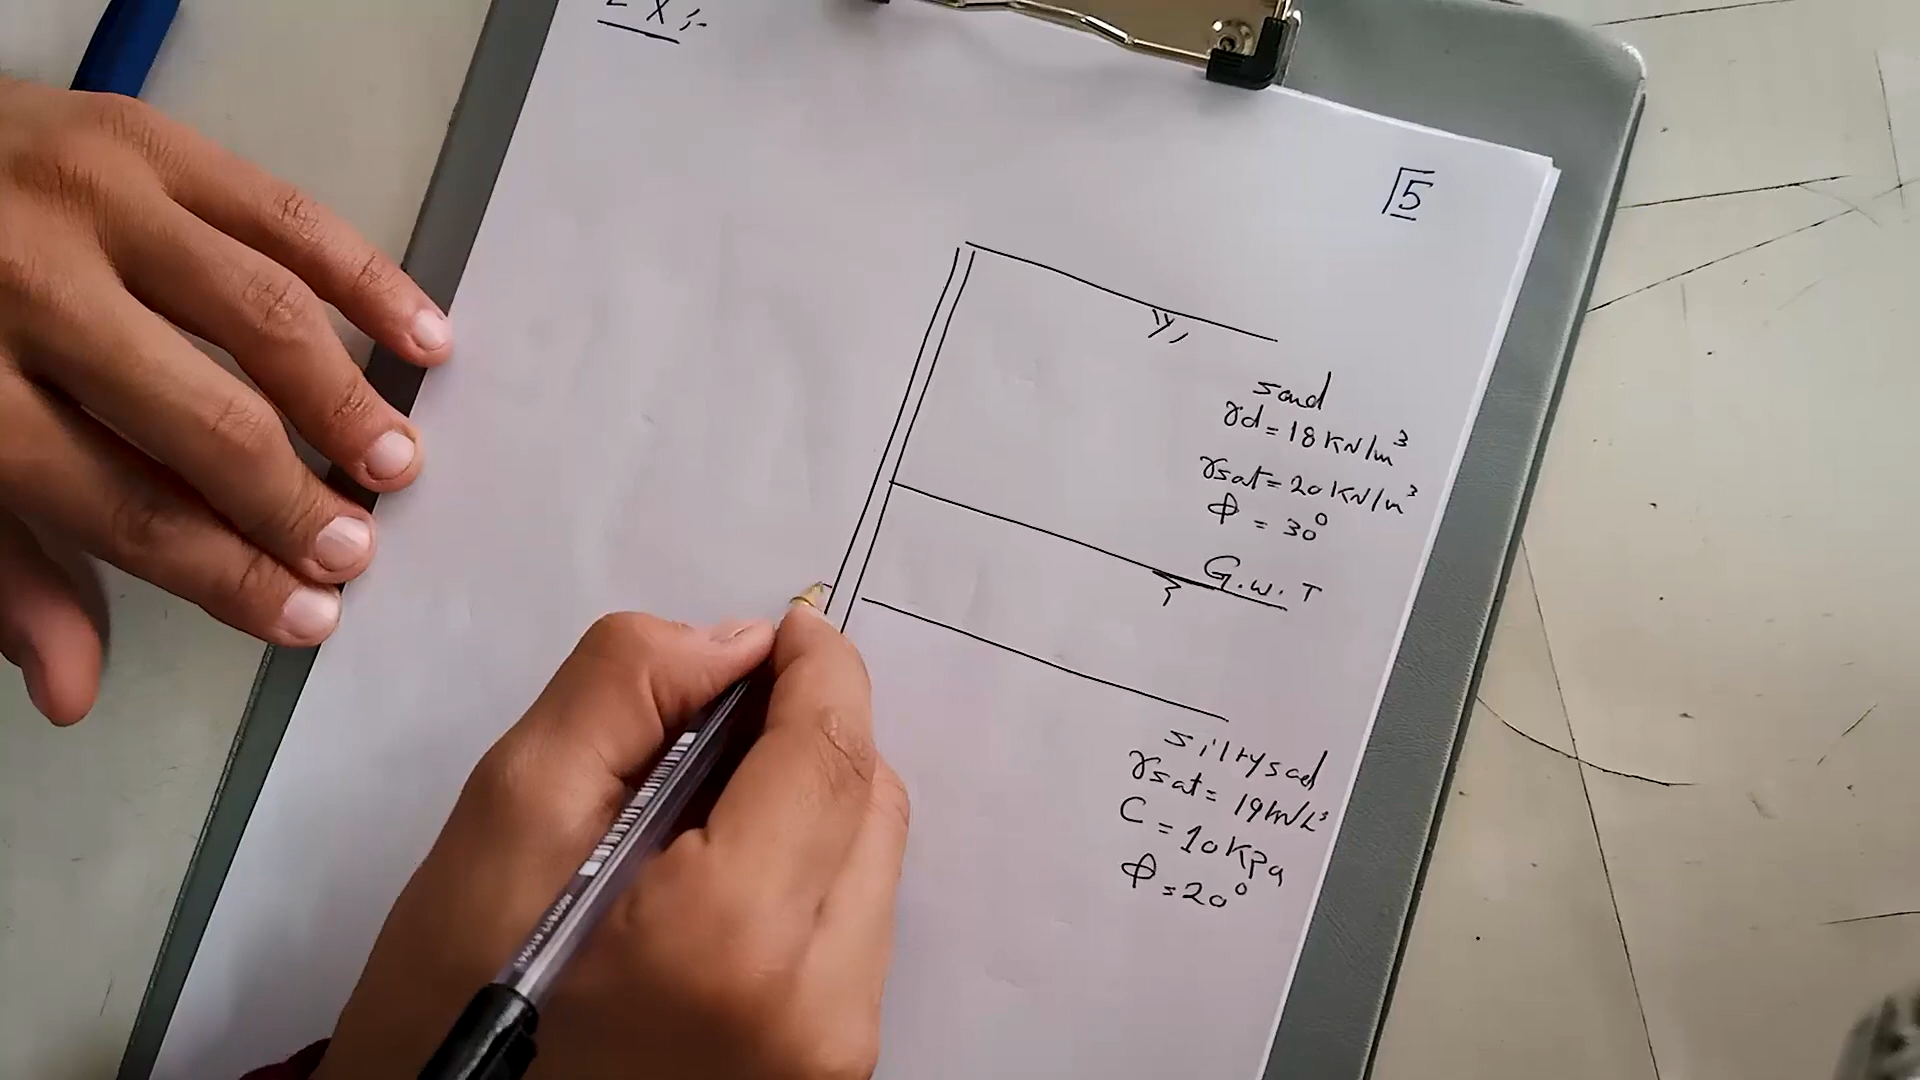 Ex:-
5
sand
γd = 18 KN/m³
γsat = 20 KN/m³
Φ = 30°
G.W.T
siltysand
γsat = 19 KN/m³
C = 10 KPa
Φ = 20°